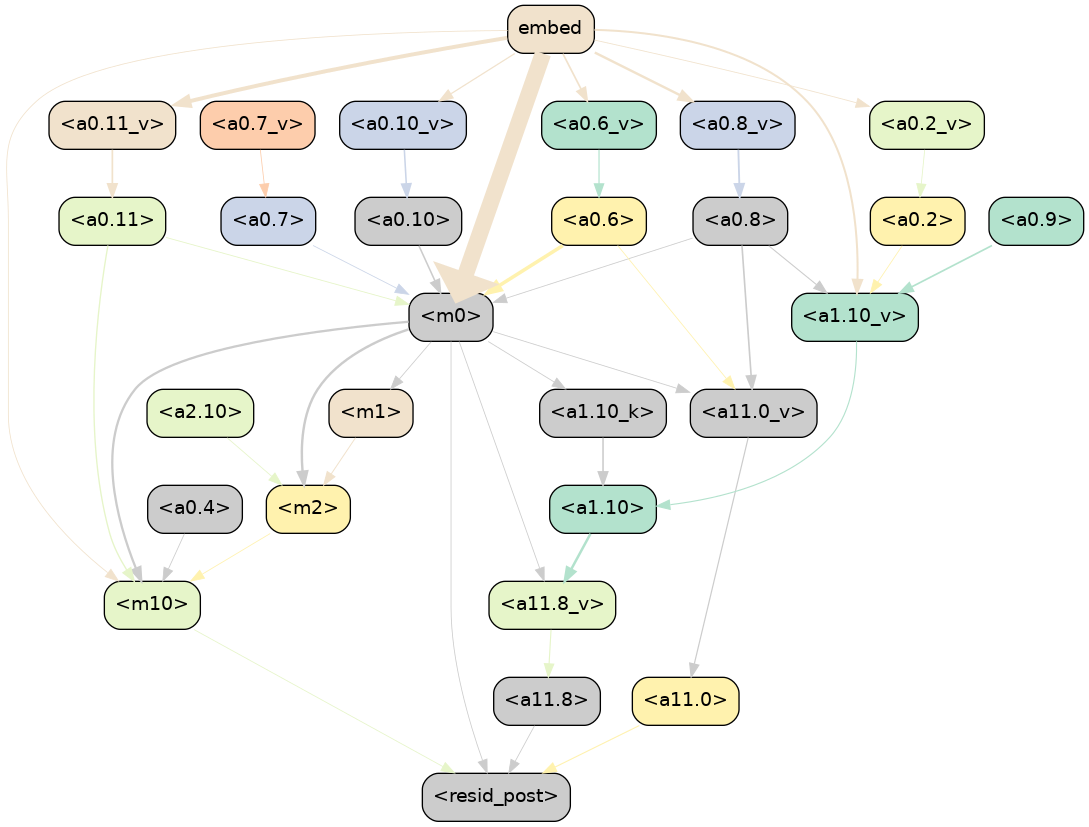 embed
<a0.11_v>
<a0.7_v>
<a0.10_v>
<a0.6_v>
<a0.8_v>
<a0.2_v>
<a0.11>
<a0.7>
<a0.10>
<a0.6>
<a0.8>
<a0.2>
<a0.9>
<m0>
<a1.10_v>
<a2.10>
<m1>
<a1.10_k>
<a11.0_v>
<a0.4>
<m2>
<a1.10>
<m10>
<a11.8_v>
<a11.8>
<a11.0>
<resid_post>